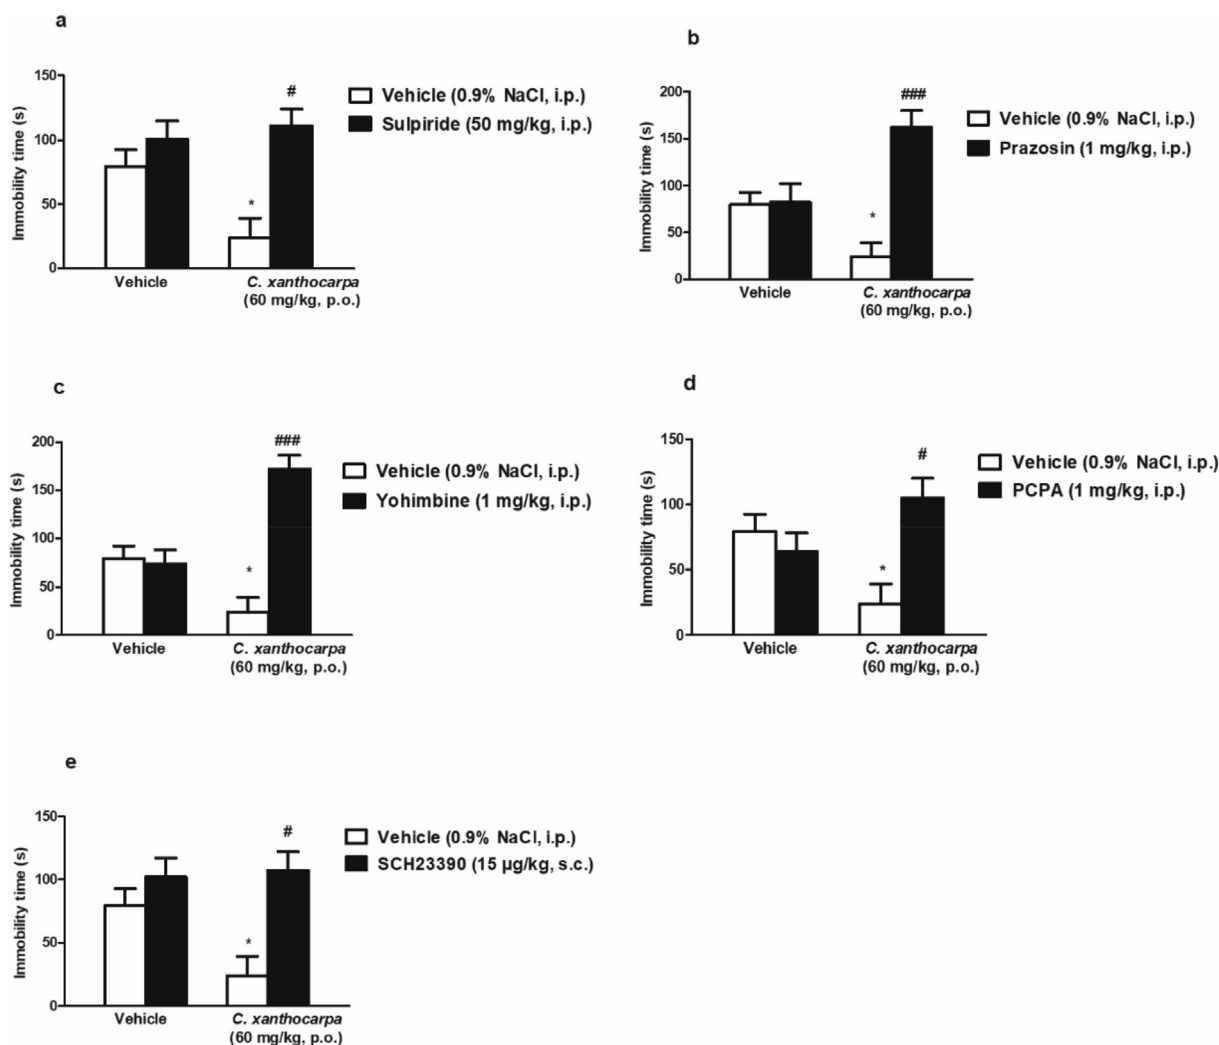 a
Immobility time (s)
150
100
50
0
*
#
Vehicle (0.9% NaCl, i.p.)
Sulpiride (50 mg/kg, i.p.)
Vehicle
C. xanthocarpa
(60 mg/kg, p.o.)
b
Immobility time (s)
200
150
100
50
0
*
###
Vehicle (0.9% NaCl, i.p.)
Prazosin (1 mg/kg, i.p.)
Vehicle
C. xanthocarpa
(60 mg/kg, p.o.)
c
Immobility time (s)
200
150
100
50
0
*
###
Vehicle (0.9% NaCl, i.p.)
Yohimbine (1 mg/kg, i.p.)
Vehicle
C. xanthocarpa
(60 mg/kg, p.o.)
d
Immobility time (s)
150
100
50
0
*
#
Vehicle (0.9% NaCl, i.p.)
PCPA (1 mg/kg, i.p.)
Vehicle
C. xanthocarpa
(60 mg/kg, p.o.)
e
Immobility time (s)
150
100
50
0
*
#
Vehicle (0.9% NaCl, i.p.)
SCH23390 (15 µg/kg, s.c.)
Vehicle
C. xanthocarpa
(60 mg/kg, p.o.)